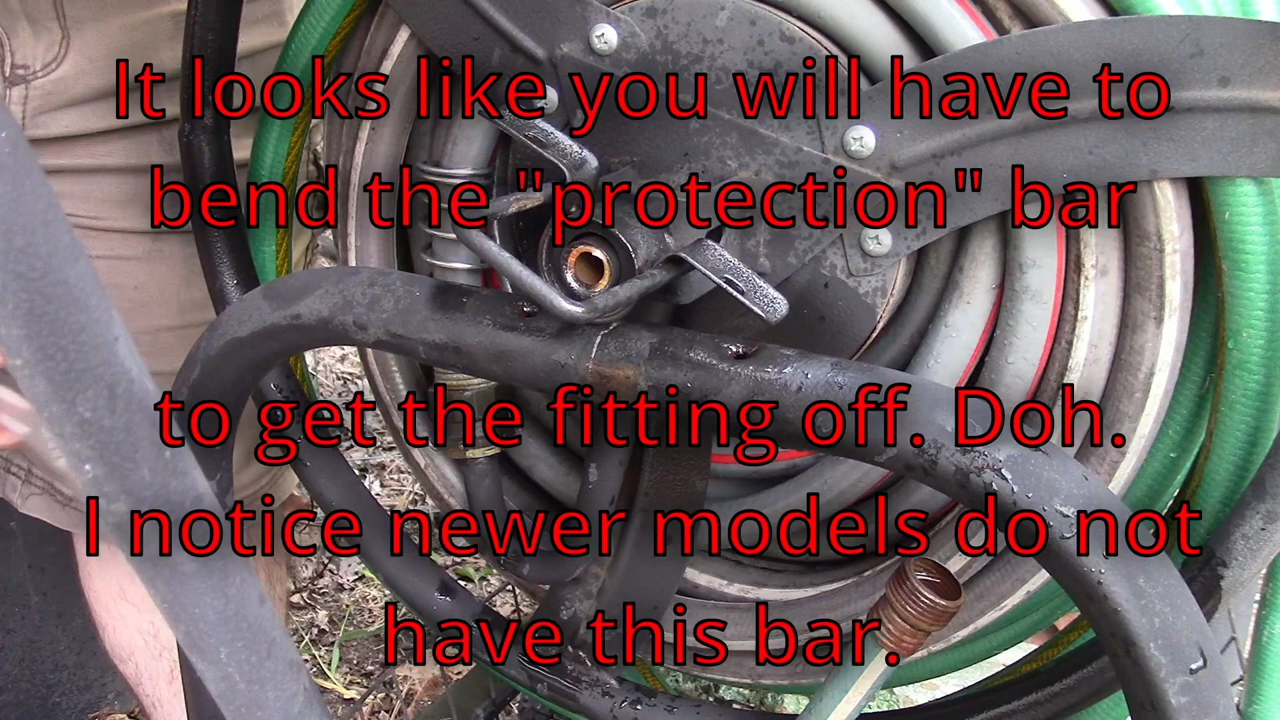 It looks like you will have to
bend the "protection" bar
to get the fitting off. Doh.
I notice newer models do not
have this bar.